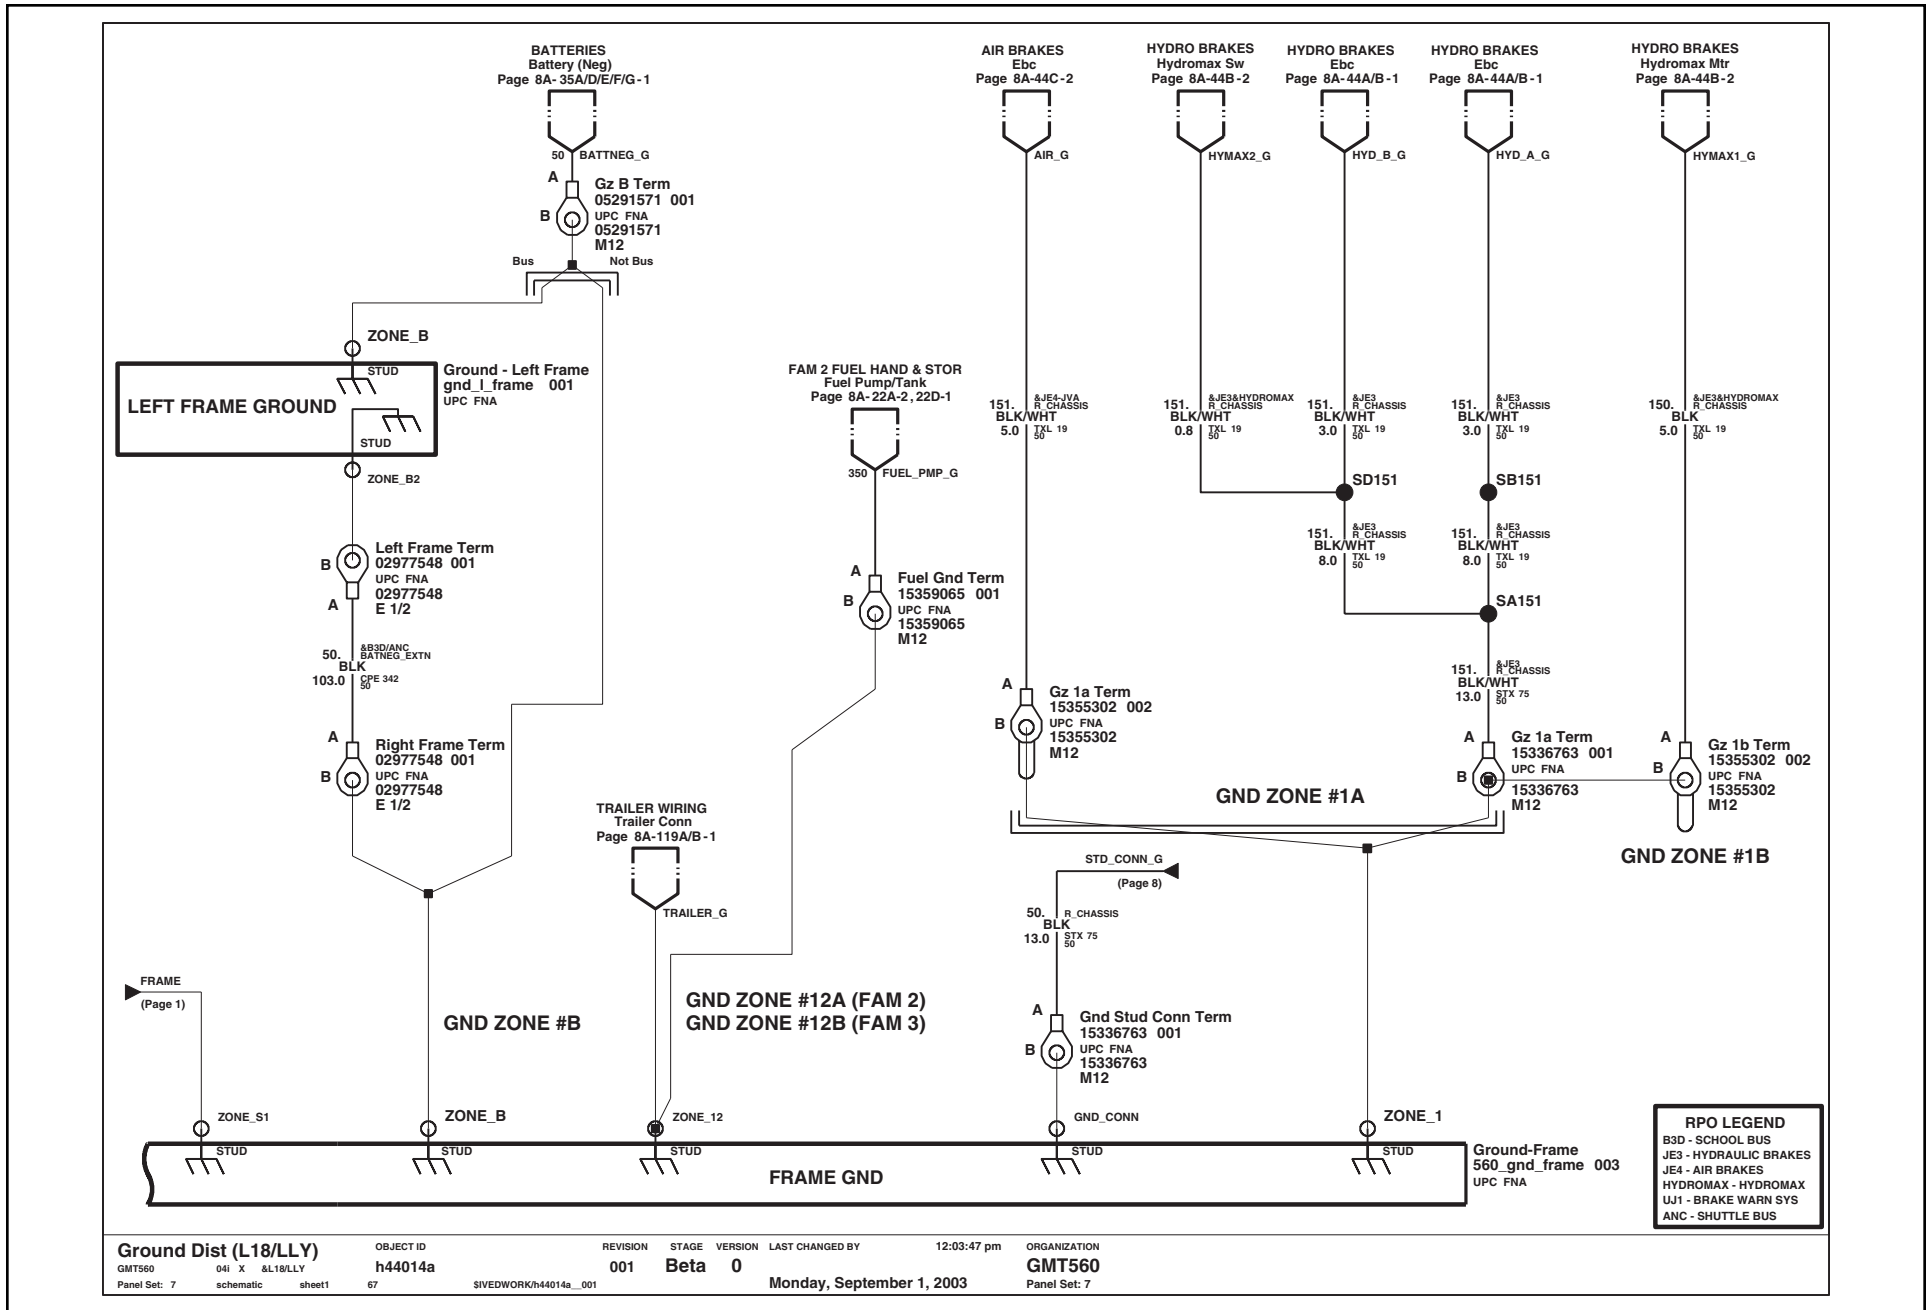 BATTERIES
Battery (Neg)
Page 8A- 35A/D/E/F/G-1
AIR BRAKES
Ebc
Page 8A-44C-2
HYDRO BRAKES
Hydromax Sw
Page 8A-44B-2
HYDRO BRAKES
Ebc
Page 8A-44A/B-1
HYDRO BRAKES
Ebc
Page 8A-44A/B-1
HYDRO BRAKES
Hydromax Mtr
Page 8A-44B-2
50 BATTNEG_G
AIR_G
HYMAX2_G
HYD_B_G
HYD_A_G
HYMAX1_G
A
B
Gz B Term
05291571 001
UPC FNA
05291571
M12
Bus
Not Bus
ZONE_B
STUD
LEFT FRAME GROUND
STUD
Ground - Left Frame
gnd_l_frame 001
UPC FNA
ZONE_B2
FAM 2 FUEL HAND & STOR
Fuel Pump/Tank
Page 8A-22A-2, 22D-1
350 FUEL_PMP_G
151. &JE4-JVA
R_CHASSIS
BLK/WHT
5.0 TXL 19
50
151. &JE3&HYDROMAX
R_CHASSIS
BLK/WHT
0.8 TXL 19
50
151. &JE3
R_CHASSIS
BLK/WHT
3.0 TXL 19
50
151. &JE3
R_CHASSIS
BLK/WHT
3.0 TXL 19
50
150. &JE3&HYDROMAX
R_CHASSIS
BLK
5.0 TXL 19
50
SD151
SB151
151. &JE3
R_CHASSIS
BLK/WHT
8.0 TXL 19
50
151. &JE3
R_CHASSIS
BLK/WHT
8.0 TXL 19
50
SA151
B
A
Left Frame Term
02977548 001
UPC FNA
02977548
E 1/2
A
B
Fuel Gnd Term
15359065 001
UPC FNA
15359065
M12
50. &B3D/ANC
BATNEG_EXTN
BLK
103.0 CPE 342
50
151. &JE3
R_CHASSIS
BLK/WHT
13.0 STX 75
50
A
B
Gz 1a Term
15355302 002
UPC FNA
15355302
M12
A
B
Right Frame Term
02977548 001
UPC FNA
02977548
E 1/2
A
B
Gz 1a Term
15336763 001
UPC FNA
15336763
M12
A
B
Gz 1b Term
15355302 002
UPC FNA
15355302
M12
GND ZONE #1A
GND ZONE #1B
TRAILER WIRING
Trailer Conn
Page 8A-119A/B-1
TRAILER_G
STD_CONN_G
(Page 8)
50. R_CHASSIS
BLK
13.0 STX 75
50
FRAME
(Page 1)
GND ZONE #B
GND ZONE #12A (FAM 2)
GND ZONE #12B (FAM 3)
A
B
Gnd Stud Conn Term
15336763 001
UPC FNA
15336763
M12
ZONE_S1
ZONE_B
ZONE_12
GND_CONN
ZONE_1
STUD
STUD
STUD
STUD
STUD
FRAME GND
Ground-Frame
560_gnd_frame 003
UPC FNA
RPO LEGEND
B3D - SCHOOL BUS
JE3 - HYDRAULIC BRAKES
JE4 - AIR BRAKES
HYDROMAX - HYDROMAX
UJ1 - BRAKE WARN SYS
ANC - SHUTTLE BUS
Ground Dist (L18/LLY)
GMT560 04i X &L18/LLY
Panel Set: 7 schematic sheet1 67 $IVEDWORK/h44014a__001
OBJECT ID
h44014a
REVISION
001
STAGE
Beta
VERSION
0
LAST CHANGED BY 12:03:47 pm
Monday, September 1, 2003
ORGANIZATION
GMT560
Panel Set: 7